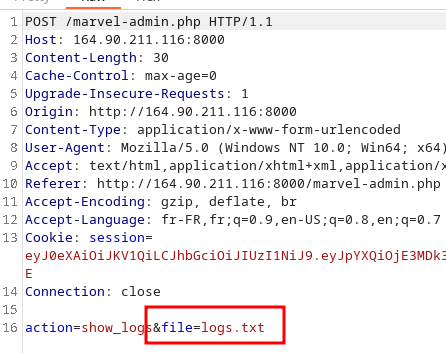 1 POST /marvel-admin.php HTTP/1.1
2 Host: 164.90.211.116:8000
3 Content-Length: 30
4 Cache-Control: max-age=0
5 Upgrade-Insecure-Requests: 1
6 Origin: http://164.90.211.116:8000
7 Content-Type: application/x-www-form-urlencoded
8 User-Agent: Mozilla/5.0 (Windows NT 10.0; Win64; x64)
9 Accept: text/html,application/xhtml+xml,application/x
10 Referer: http://164.90.211.116:8000/marvel-admin.php
11 Accept-Encoding: gzip, deflate, br
12 Accept-Language: fr-FR,fr;q=0.9,en-US;q=0.8,en;q=0.7
13 Cookie: session=
eyJ0eXAiOiJKV1QiLCJhbGciOiJIUzI1NiJ9.eyJpYXQiOjE3MDk3
E
14 Connection: close
15
16 action=show_logs&file=logs.txt